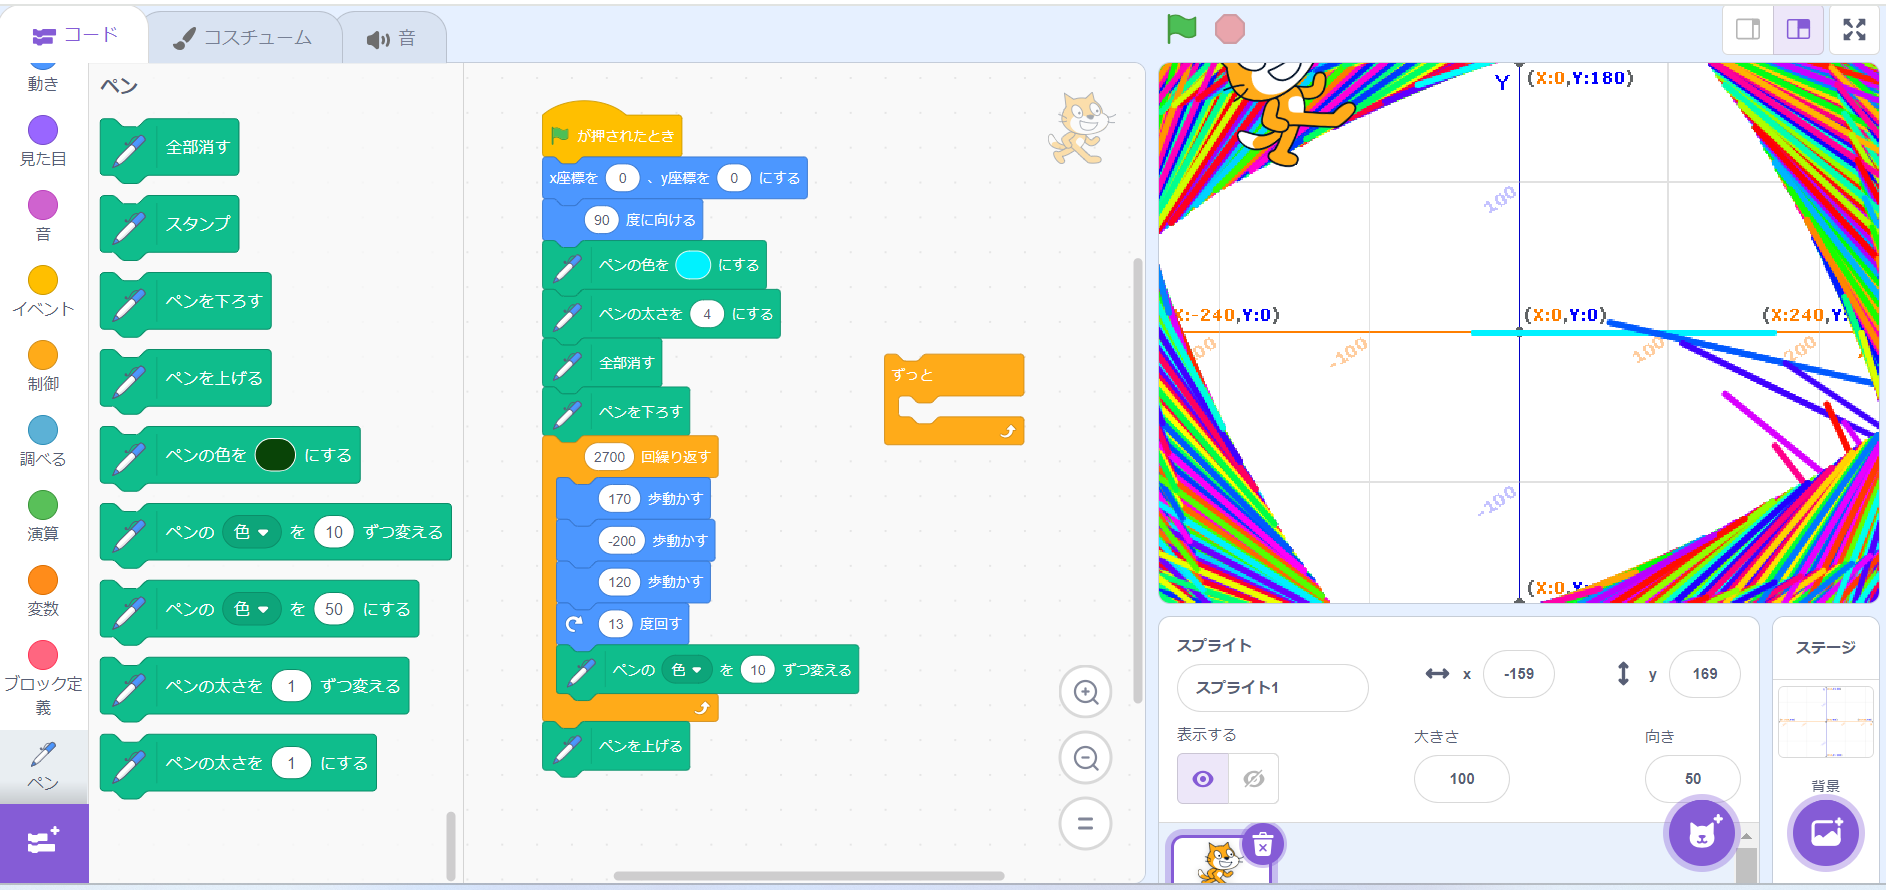 コード
コスチューム
音
動き
見た目
音
イベント
制御
調べる
演算
変数
ブロック定
義
ペン
ペン
全部消す
スタンプ
ペンを下ろす
ペンを上げる
ペンの色を にする
ペンの 色 を 10 ずつ変える
ペンの 色 を 50 にする
ペンの太さを 1 ずつ変える
ペンの太さを 1 にする
が押されたとき
x座標を 0 、y座標を 0 にする
90 度に向ける
ペンの色を にする
ペンの太さを 4 にする
全部消す
ペンを下ろす
2700 回繰り返す
170 歩動かす
-200 歩動かす
120 歩動かす
13 度回す
ペンの 色 を 10 ずつ変える
ペンを上げる
ずっと
Y (X:0,Y:180)
100
X:-240,Y:0) (X:0,Y:0) (X:240,Y:
-100 100 200
-100
(X:0,
スプライト
スプライト1
x -159
y 169
表示する
大きさ
100
向き
50
ステージ
背景